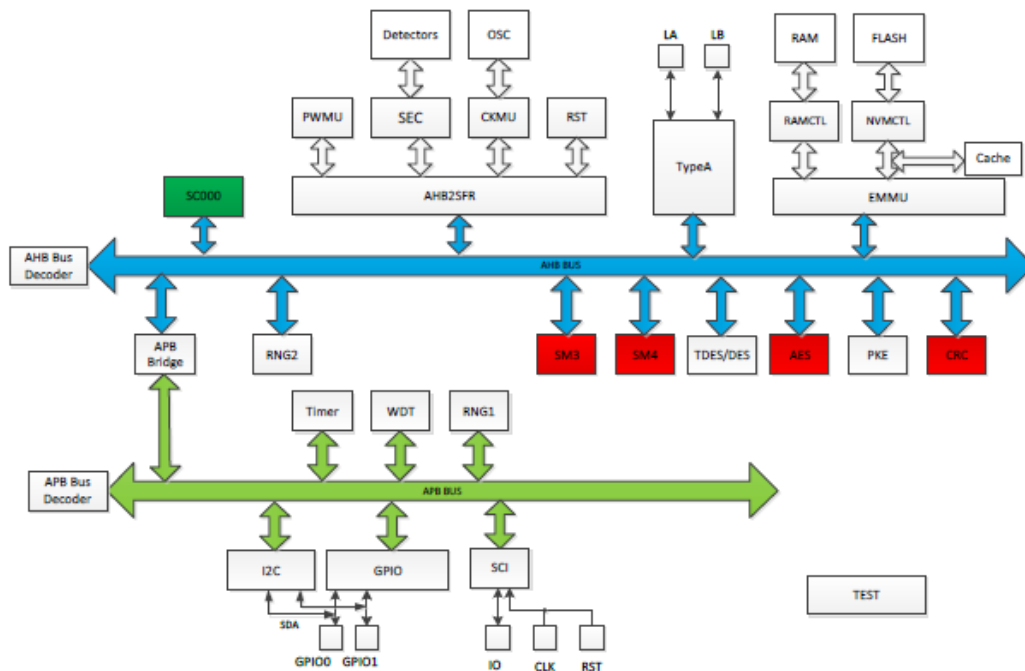 Detectors
OSC
LA
LB
RAM
FLASH
PWMU
SEC
CKMU
RST
RAMCTL
NVMCTL
TypeA
Cache
SC000
AHB2SFR
EMMU
AHB Bus
Decoder
AHB BUS
APB
Bridge
RNG2
SM3
SM4
TDES/DES
AES
PKE
CRC
Timer
WDT
RNG1
APB Bus
Decoder
APB BUS
I2C
GPIO
SCI
TEST
SDA
GPIO0
GPIO1
IO
CLK
RST